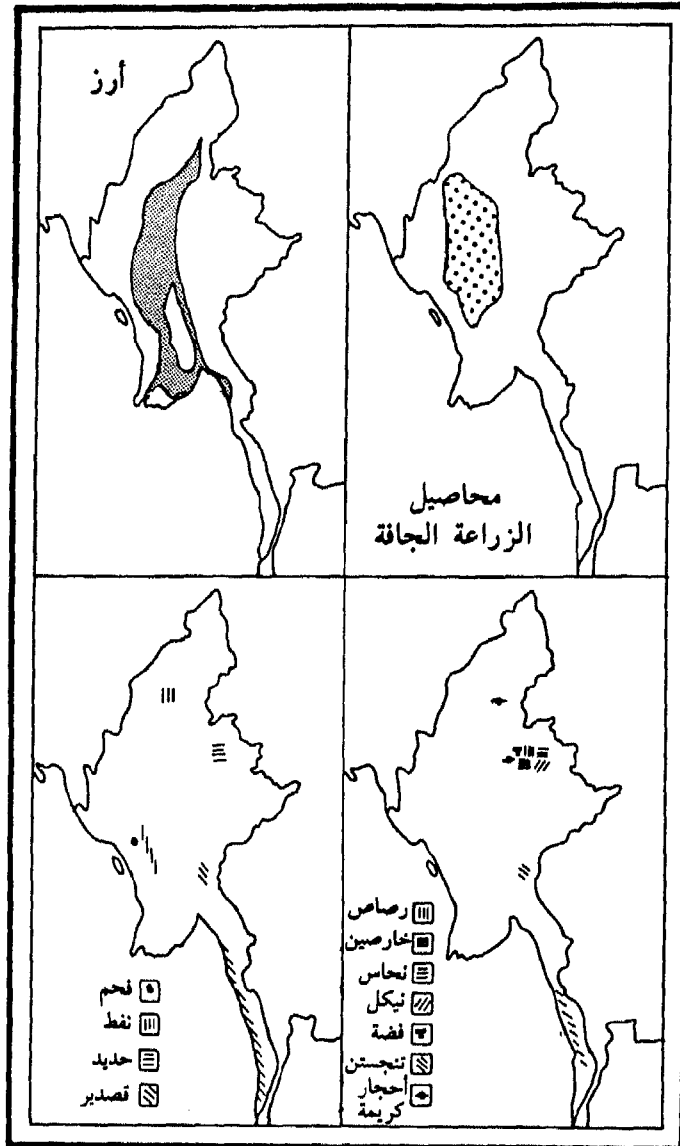 أرز
محاصيل
الزراعة الجافة
رصاص
خارصين
نحاس
نيكل
فضة
تنجستن
أحجار
كريمة
فحم
نفط
حديد
قصدير